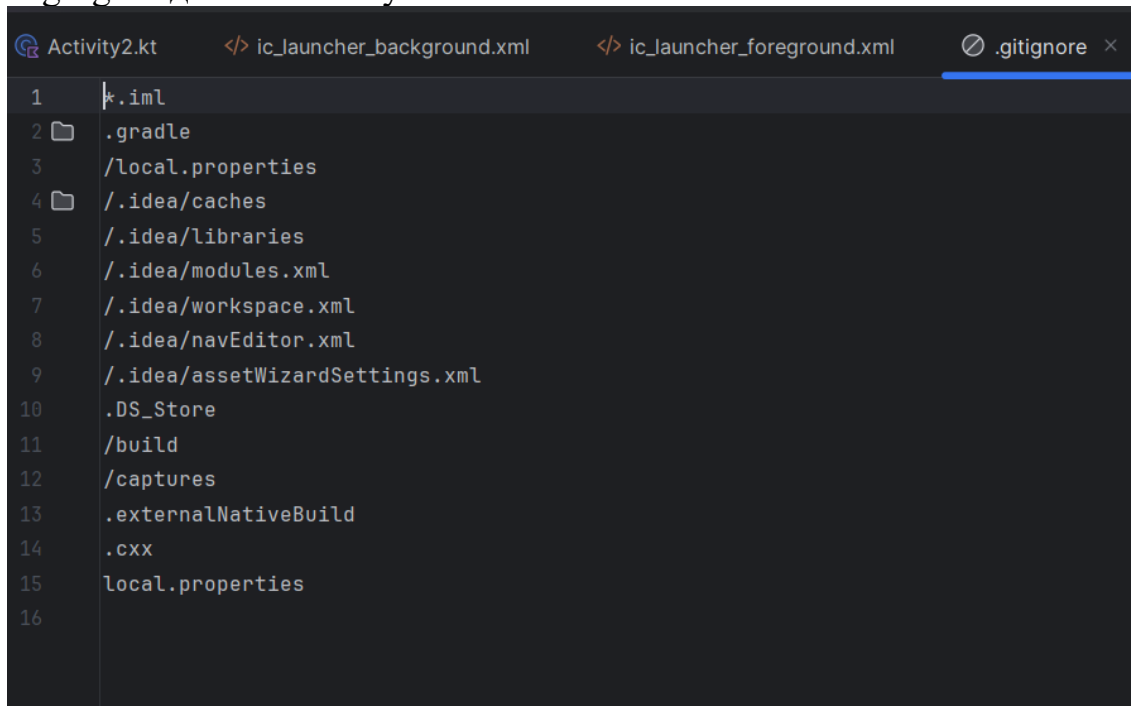 Activity2.kt </> ic_launcher_background.xml </> ic_launcher_foreground.xml .gitignore ×
1 *.iml
2 .gradle
3 /local.properties
4 /.idea/caches
5 /.idea/libraries
6 /.idea/modules.xml
7 /.idea/workspace.xml
8 /.idea/navEditor.xml
9 /.idea/assetWizardSettings.xml
10 .DS_Store
11 /build
12 /captures
13 .externalNativeBuild
14 .cxx
15 local.properties
16